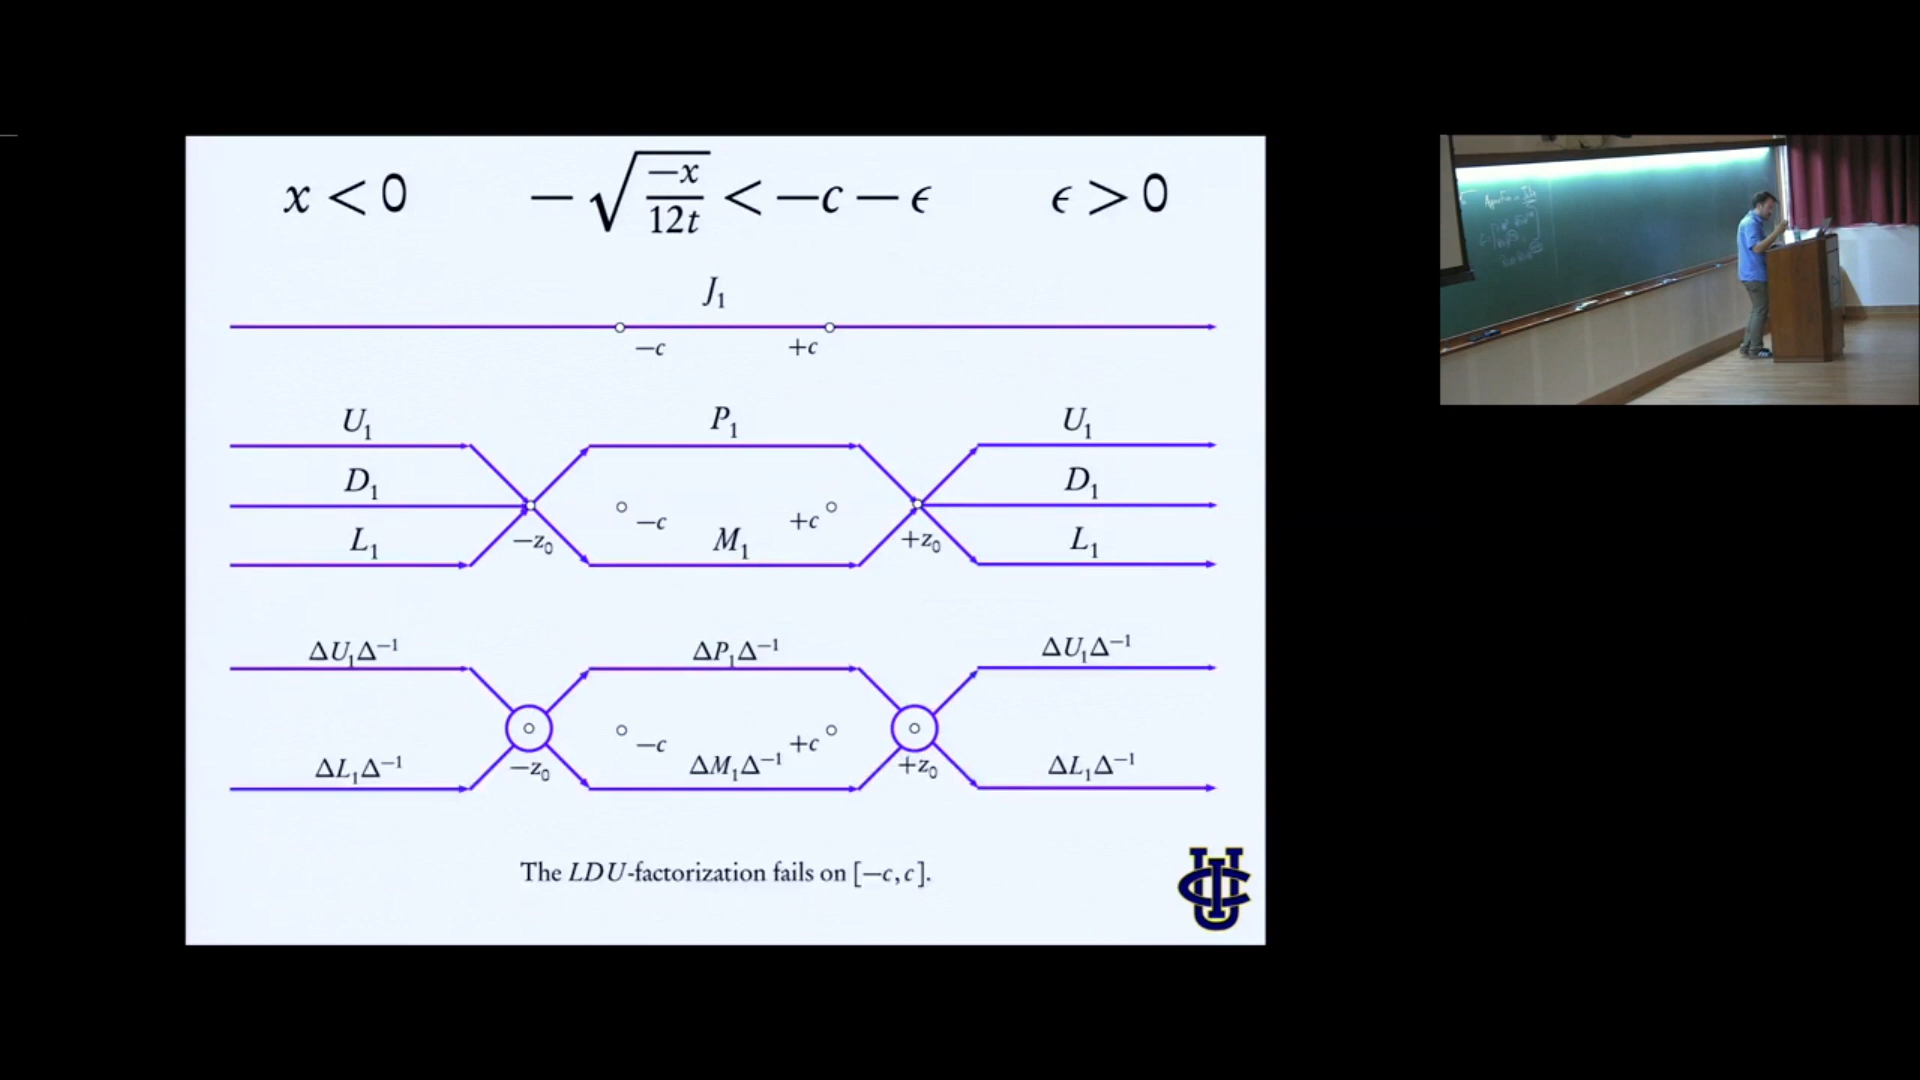 x < 0   −√(−x/12t) < −c − ϵ   ϵ > 0
J₁
−c   +c
U₁   P₁   U₁
D₁   D₁
−c   +c
L₁   −z₀   M₁   +z₀   L₁
ΔU₁Δ⁻¹   ΔP₁Δ⁻¹   ΔU₁Δ⁻¹
−c   +c
ΔL₁Δ⁻¹   −z₀   ΔM₁Δ⁻¹   +z₀   ΔL₁Δ⁻¹
The LDU-factorization fails on [−c, c].
UCI